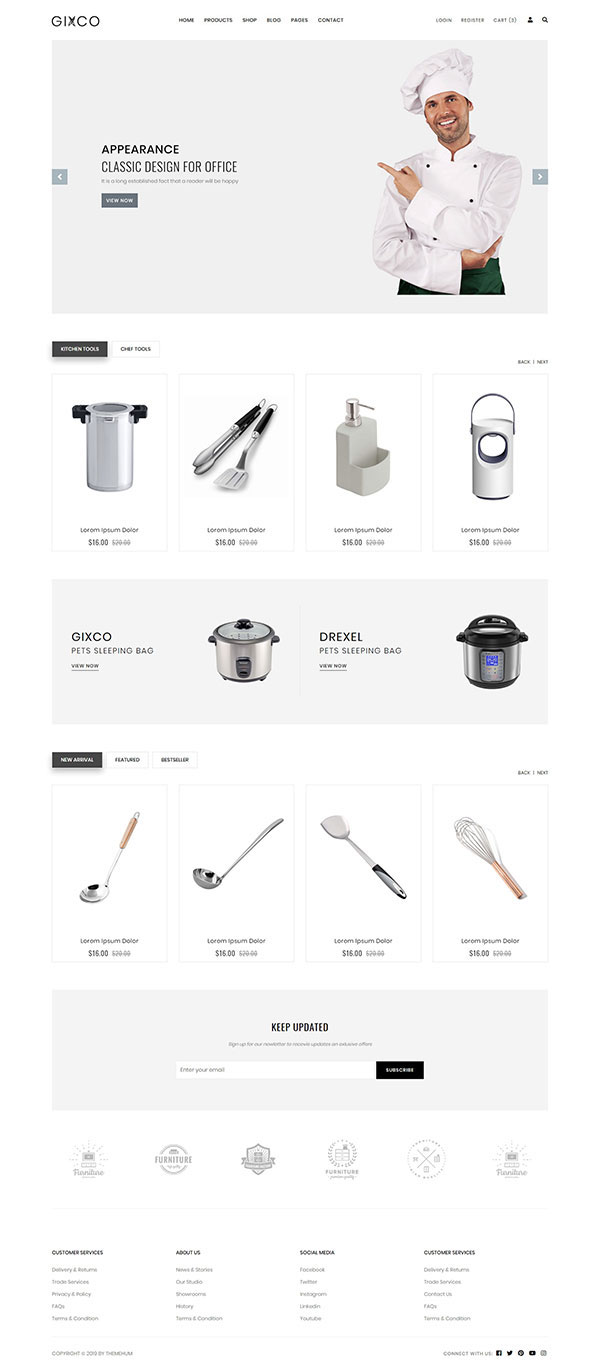 GIXCO
HOME PRODUCTS SHOP BLOG PAGES CONTACT
LOGIN REGISTER CART (3)
APPEARANCE
CLASSIC DESIGN FOR OFFICE
It is a long established fact that a reader will be happy
VIEW NOW
KITCHEN TOOLS CHEF TOOLS
BACK | NEXT
Lorem Ipsum Dolor
$16.00 $20.00
Lorem Ipsum Dolor
$16.00 $20.00
Lorem Ipsum Dolor
$16.00 $20.00
Lorem Ipsum Dolor
$16.00 $20.00
GIXCO
PETS SLEEPING BAG
VIEW NOW
DREXEL
PETS SLEEPING BAG
VIEW NOW
NEW ARRIVAL FEATURED BESTSELLER
BACK | NEXT
Lorem Ipsum Dolor
$16.00 $20.00
Lorem Ipsum Dolor
$16.00 $20.00
Lorem Ipsum Dolor
$16.00 $20.00
Lorem Ipsum Dolor
$16.00 $20.00
KEEP UPDATED
Sign up for our newletter to recevie updates an exlusive offers
Enter your email
SUBSCRIBE
Furniture
FURNITURE
FURNITURE
premium quality
FURNITURE
Furniture
CUSTOMER SERVICES
Delivery & Returns
Trade Services
Privacy & Policy
FAQs
Terms & Condition
ABOUT US
News & Stories
Our Studio
Showrooms
History
Terms & Condition
SOCIAL MEDIA
Facebook
Twitter
Instagram
Linkedin
Youtube
CUSTOMER SERVICES
Delivery & Returns
Trade Services
Contact Us
FAQs
Terms & Condition
COPYRIGHT © 2019 BY THEMEHUM
CONNECT WITH US: